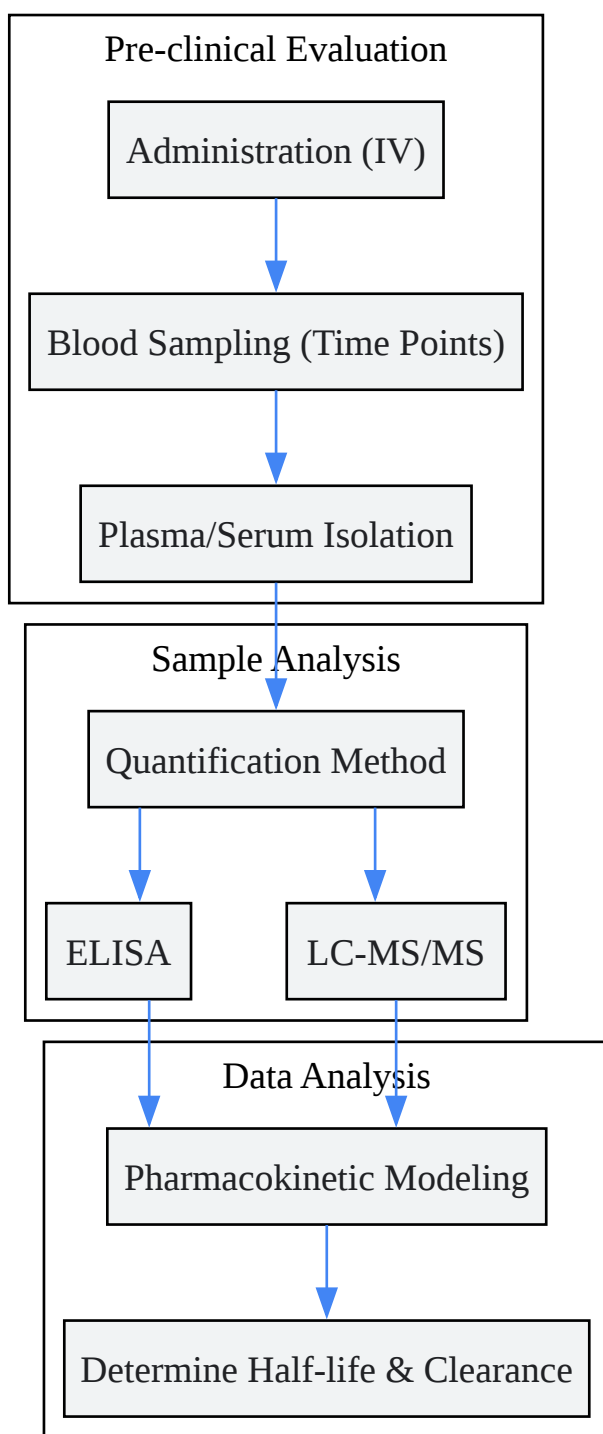 Pre-clinical Evaluation
Administration (IV)
Blood Sampling (Time Points)
Plasma/Serum Isolation
Sample Analysis
Quantification Method
ELISA
LC-MS/MS
Data Analysis
Pharmacokinetic Modeling
Determine Half-life & Clearance